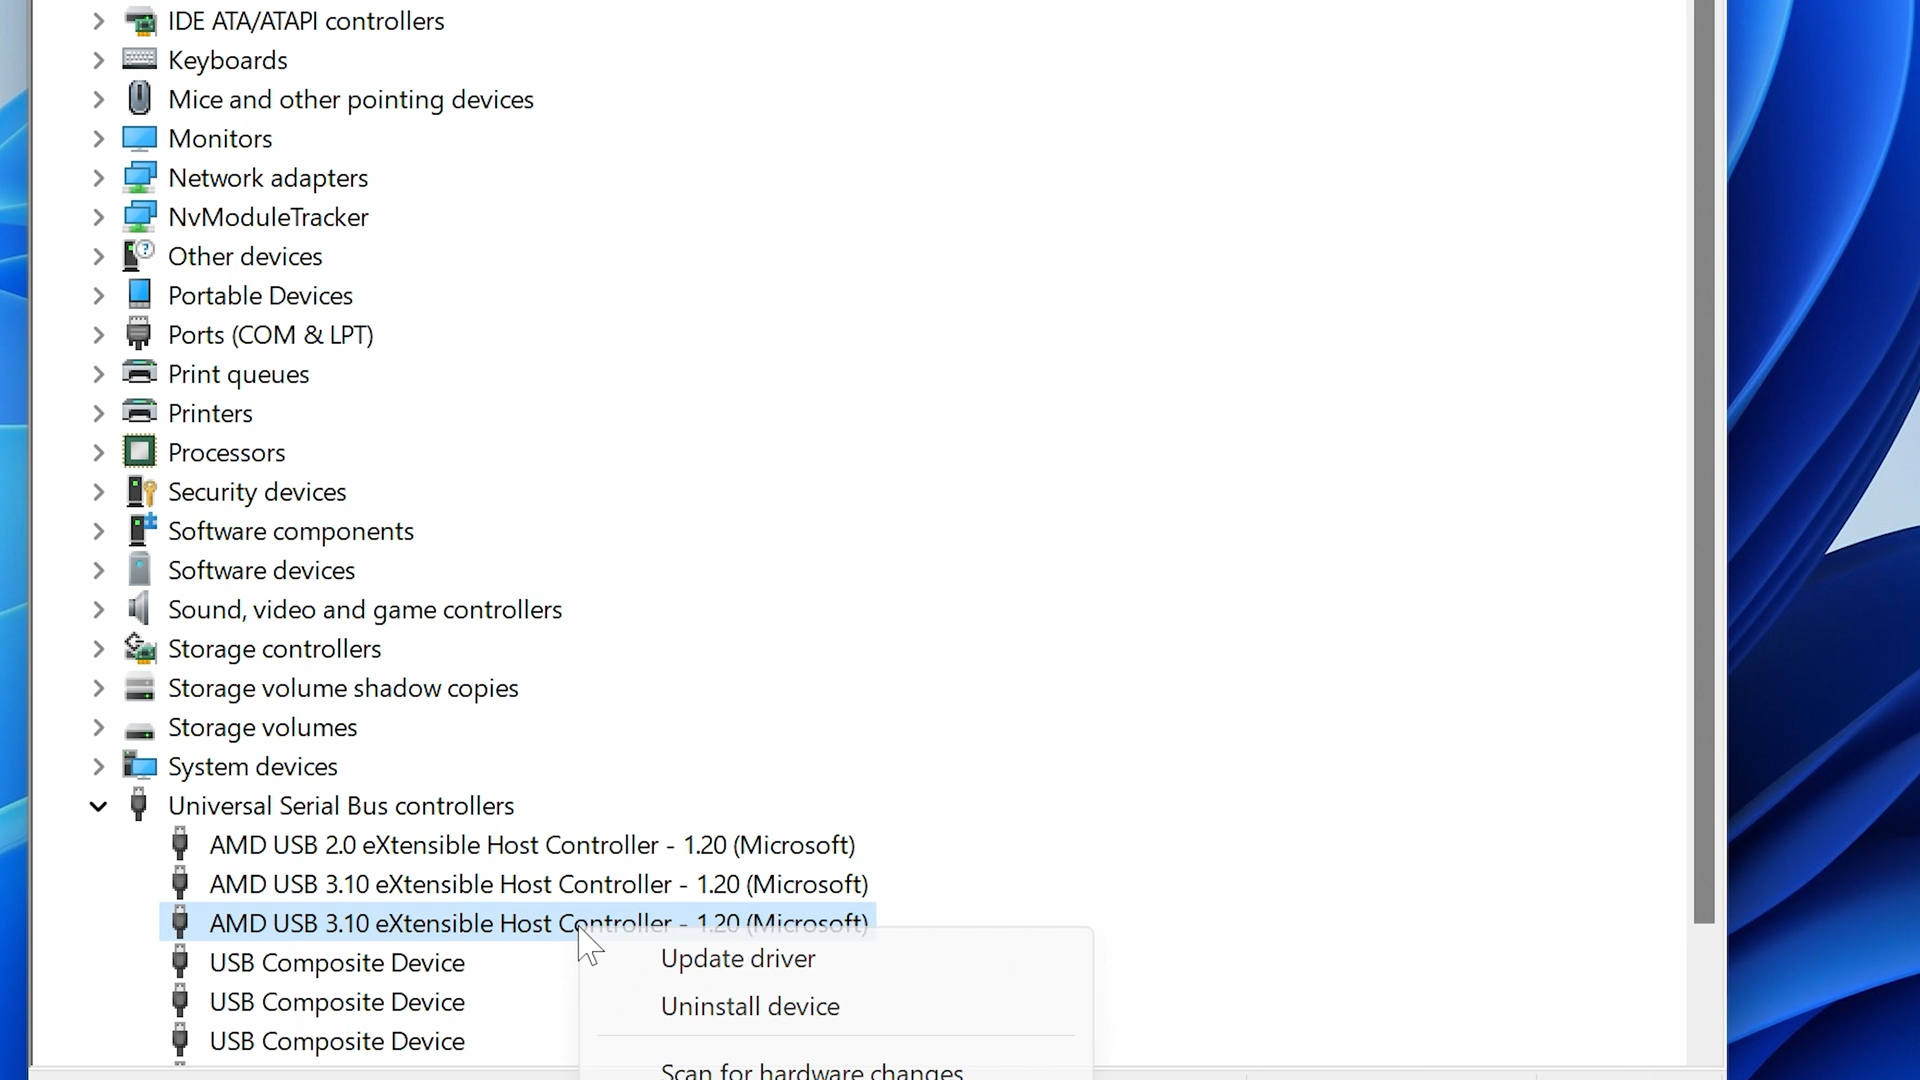 IDE ATA/ATAPI controllers
Keyboards
Mice and other pointing devices
Monitors
Network adapters
NvModuleTracker
Other devices
Portable Devices
Ports (COM & LPT)
Print queues
Printers
Processors
Security devices
Software components
Software devices
Sound, video and game controllers
Storage controllers
Storage volume shadow copies
Storage volumes
System devices
Universal Serial Bus controllers
AMD USB 2.0 eXtensible Host Controller - 1.20 (Microsoft)
AMD USB 3.10 eXtensible Host Controller - 1.20 (Microsoft)
AMD USB 3.10 eXtensible Host Controller - 1.20 (Microsoft)
USB Composite Device
USB Composite Device
USB Composite Device
Update driver
Uninstall device
Scan for hardware changes